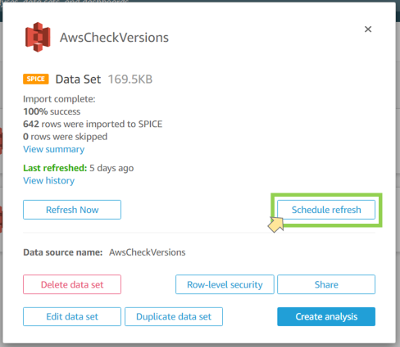 AwsCheckVersions
SPICE Data Set 169.5KB
Import complete:
100% success
642 rows were imported to SPICE
0 rows were skipped
View summary
Last refreshed: 5 days ago
View history
Refresh Now
Schedule refresh
Data source name: AwsCheckVersions
Delete data set
Row-level security
Share
Edit data set
Duplicate data set
Create analysis